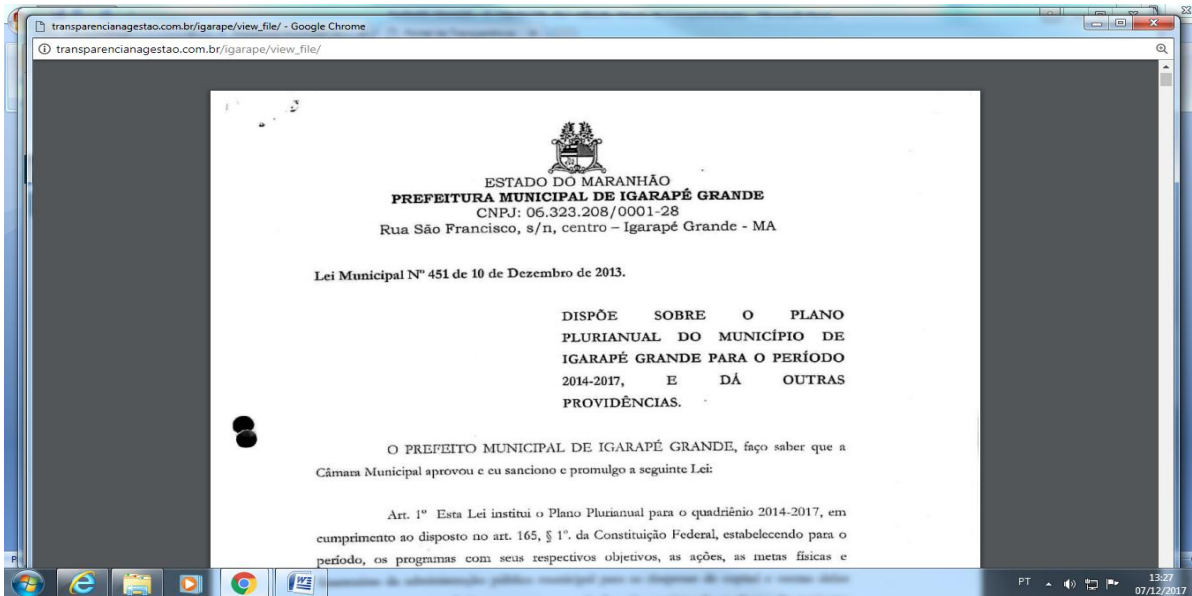 transparencianagestao.com.br/igarape/view_file/ - Google Chrome
transparencianagestao.com.br/igarape/view_file/
ESTADO DO MARANHÃO
PREFEITURA MUNICIPAL DE IGARAPÉ GRANDE
CNPJ: 06.323.208/0001-28
Rua São Francisco, s/n, centro – Igarapé Grande - MA
Lei Municipal Nº 451 de 10 de Dezembro de 2013.
DISPÕE SOBRE O PLANO
PLURIANUAL DO MUNICÍPIO DE
IGARAPÉ GRANDE PARA O PERÍODO
2014-2017, E DÁ OUTRAS
PROVIDÊNCIAS.
O PREFEITO MUNICIPAL DE IGARAPÉ GRANDE, faço saber que a
Câmara Municipal aprovou e eu sanciono e promulgo a seguinte Lei:
Art. 1º Esta Lei institui o Plano Plurianual para o quadriênio 2014-2017, em
cumprimento ao disposto no art. 165, § 1º. da Constituição Federal, estabelecendo para o
período, os programas com seus respectivos objetivos, as ações, as metas físicas e
PT
13:27
07/12/2017